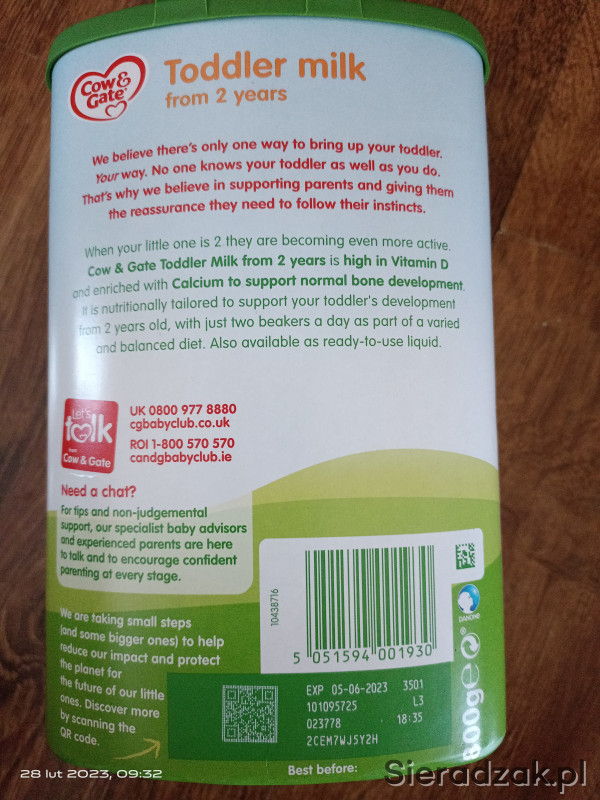 Cow &
Gate
Toddler milk
from 2 years
We believe there's only one way to bring up your toddler.
Your way. No one knows your toddler as well as you do.
That's why we believe in supporting parents and giving them
the reassurance they need to follow their instincts.
When your little one is 2 they are becoming even more active.
Cow & Gate Toddler Milk from 2 years is high in Vitamin D
and enriched with Calcium to support normal bone development.
It is nutritionally tailored to support your toddler's development
from 2 years old, with just two beakers a day as part of a varied
and balanced diet. Also available as ready-to-use liquid.
Let's
talk
from
Cow & Gate
UK 0800 977 8880
cgbabyclub.co.uk
ROI 1-800 570 570
candgbabyclub.ie
Need a chat?
For tips and non-judgemental
support, our specialist baby advisors
and experienced parents are here
to talk and to encourage confident
parenting at every stage.
We are taking small steps
(and some bigger ones) to help
reduce our impact and protect
the planet for
the future of our little
ones. Discover more
by scanning the
QR code.
10438716
5 051594 001930
DANONE
800g e
EXP 05-06-2023 3501
101095725 L3
023778 18:35
2CEM7WJ5Y2H
Best before:
28 lut 2023, 09:32
Sieradzak.pl